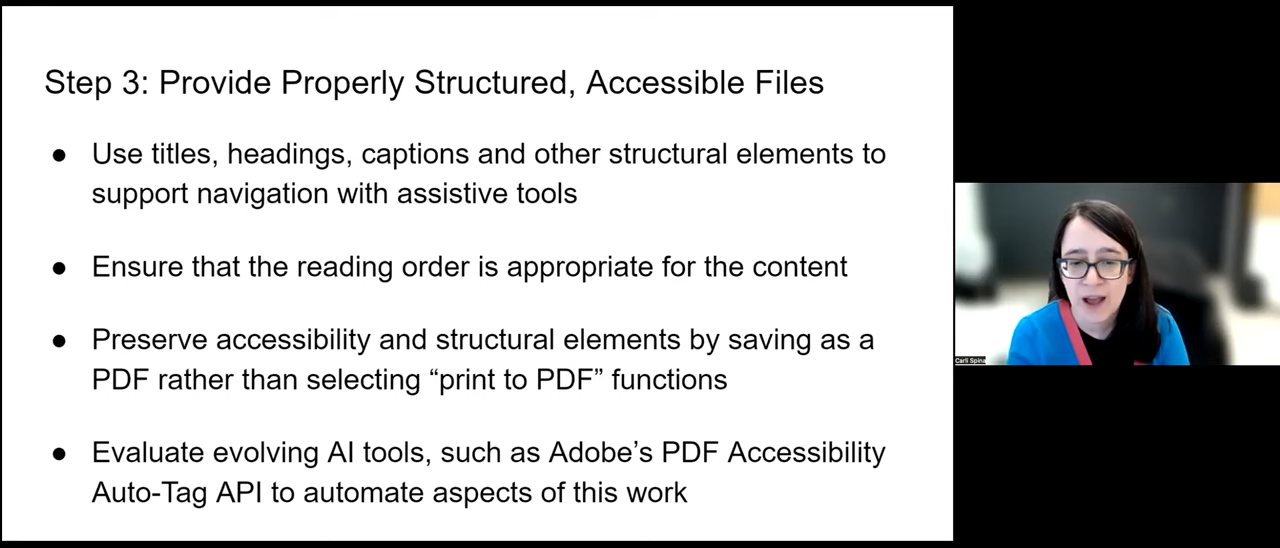 Step 3: Provide Properly Structured, Accessible Files
● Use titles, headings, captions and other structural elements to
support navigation with assistive tools
● Ensure that the reading order is appropriate for the content
● Preserve accessibility and structural elements by saving as a
PDF rather than selecting “print to PDF” functions
● Evaluate evolving AI tools, such as Adobe’s PDF Accessibility
Auto-Tag API to automate aspects of this work
Carli Spina